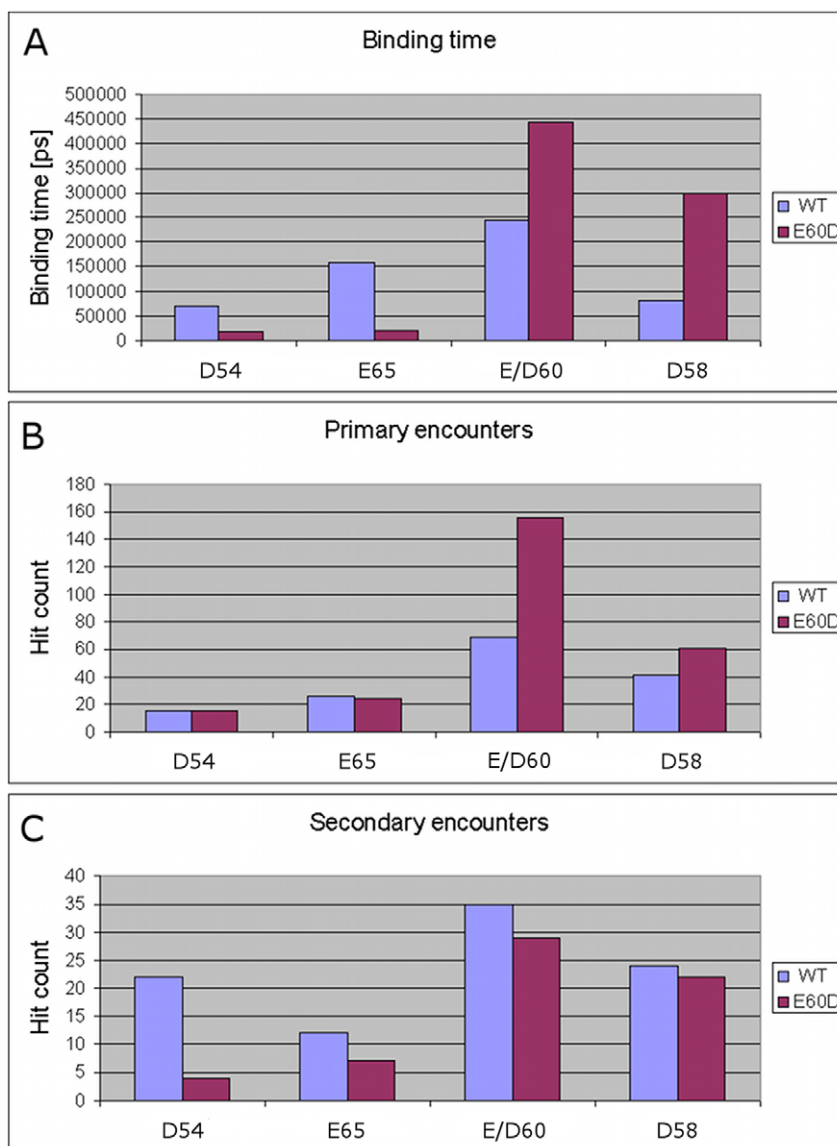 A
Binding time
Binding time [ps]
500000
450000
400000
350000
300000
250000
200000
150000
100000
50000
0
D54 E65 E/D60 D58
WT
E60D
B
Primary encounters
Hit count
180
160
140
120
100
80
60
40
20
0
D54 E65 E/D60 D58
WT
E60D
C
Secondary encounters
Hit count
40
35
30
25
20
15
10
5
0
D54 E65 E/D60 D58
WT
E60D